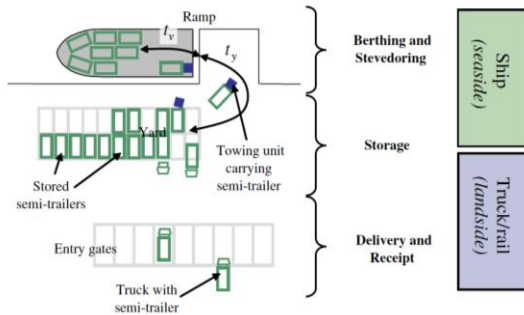 Ramp
t_v
t_y
Yard
Stored
semi-trailers
Towing unit
carrying
semi-trailer
Entry gates
Truck with
semi-trailer
Berthing and
Stevedoring
Storage
Delivery and
Receipt
Ship
(seaside)
Truck/rail
(landside)